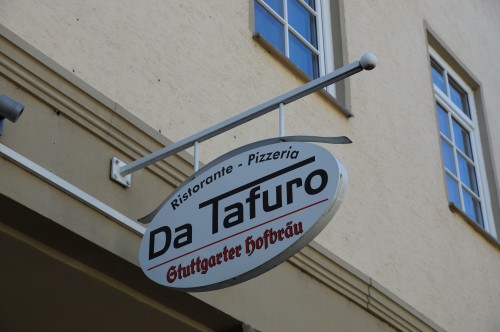 Ristorante - Pizzeria
Da Tafuro
Stuttgarter Hofbräu